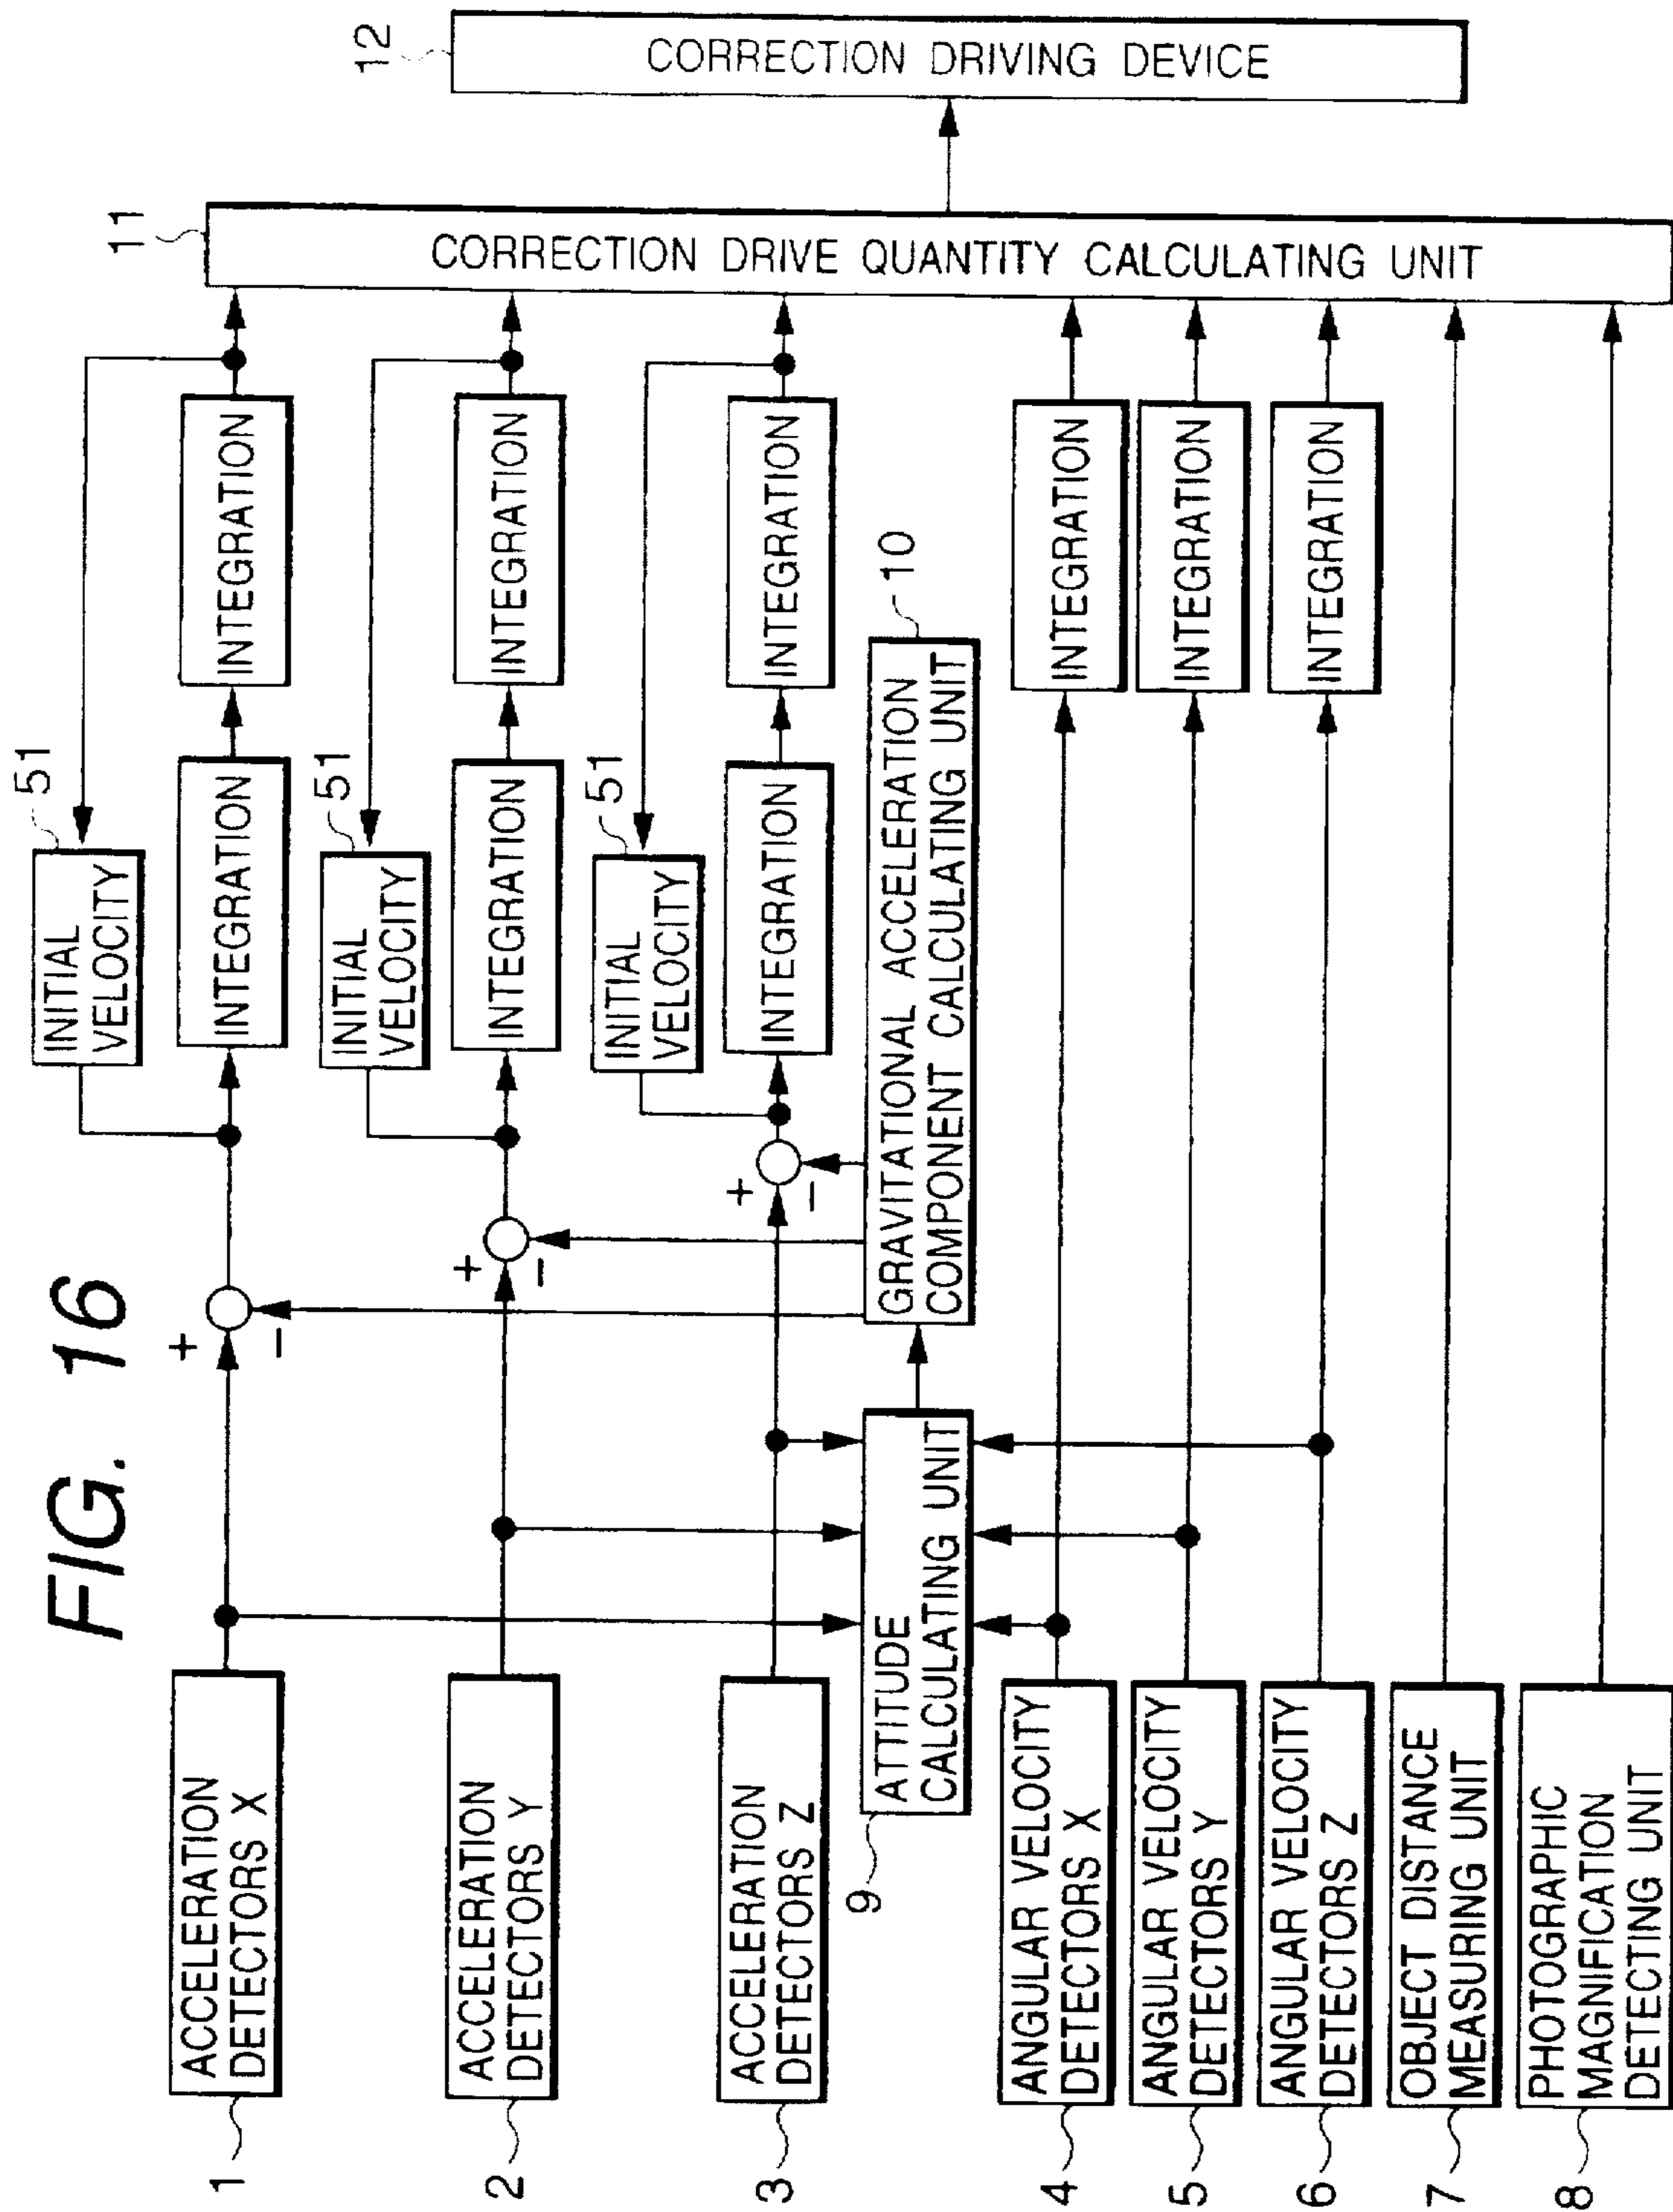 FIG. 16
1
ACCELERATION
DETECTORS X
+
−
INITIAL
VELOCITY
51
INTEGRATION
INTEGRATION
2
ACCELERATION
DETECTORS Y
+
−
INITIAL
VELOCITY
51
INTEGRATION
INTEGRATION
3
ACCELERATION
DETECTORS Z
+
−
INITIAL
VELOCITY
51
INTEGRATION
INTEGRATION
9
ATTITUDE
CALCULATING UNIT
GRAVITATIONAL ACCELERATION
COMPONENT CALCULATING UNIT
10
4
ANGULAR VELOCITY
DETECTORS X
INTEGRATION
5
ANGULAR VELOCITY
DETECTORS Y
INTEGRATION
6
ANGULAR VELOCITY
DETECTORS Z
INTEGRATION
7
OBJECT DISTANCE
MEASURING UNIT
8
PHOTOGRAPHIC
MAGNIFICATION
DETECTING UNIT
11
CORRECTION DRIVE QUANTITY CALCULATING UNIT
12
CORRECTION DRIVING DEVICE